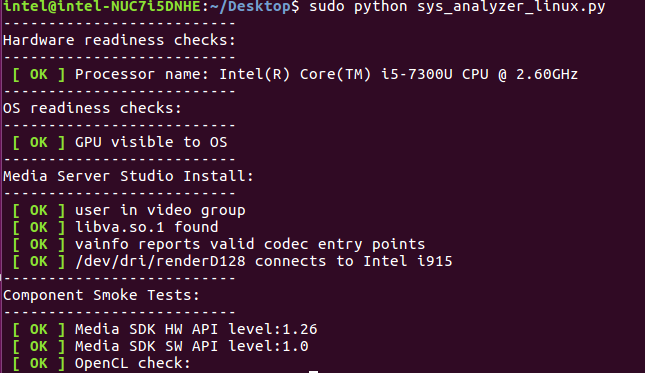 intel@intel-NUC7i5DNHE:~/Desktop$ sudo python sys_analyzer_linux.py
--------------------------
Hardware readiness checks:
--------------------------
 [ OK ] Processor name: Intel(R) Core(TM) i5-7300U CPU @ 2.60GHz
--------------------------
OS readiness checks:
--------------------------
 [ OK ] GPU visible to OS
--------------------------
Media Server Studio Install:
--------------------------
 [ OK ] user in video group
 [ OK ] libva.so.1 found
 [ OK ] vainfo reports valid codec entry points
 [ OK ] /dev/dri/renderD128 connects to Intel i915
--------------------------
Component Smoke Tests:
--------------------------
 [ OK ] Media SDK HW API level:1.26
 [ OK ] Media SDK SW API level:1.0
 [ OK ] OpenCL check: